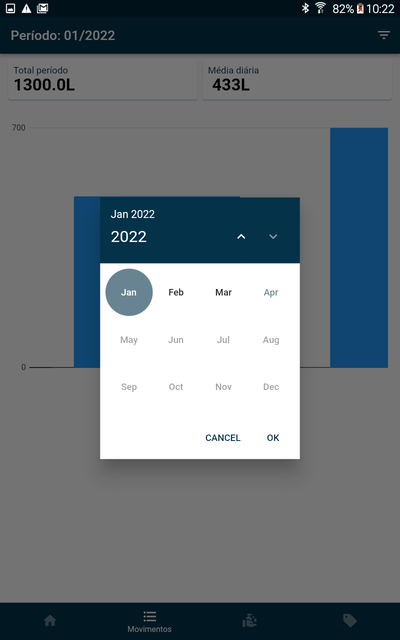 82% 10:22
Período: 01/2022
Total período
Média diária
1300.0L
433L
700
0
Jan 2022
2022
Jan Feb Mar Apr
May Jun Jul Aug
Sep Oct Nov Dec
CANCEL OK
Movimentos